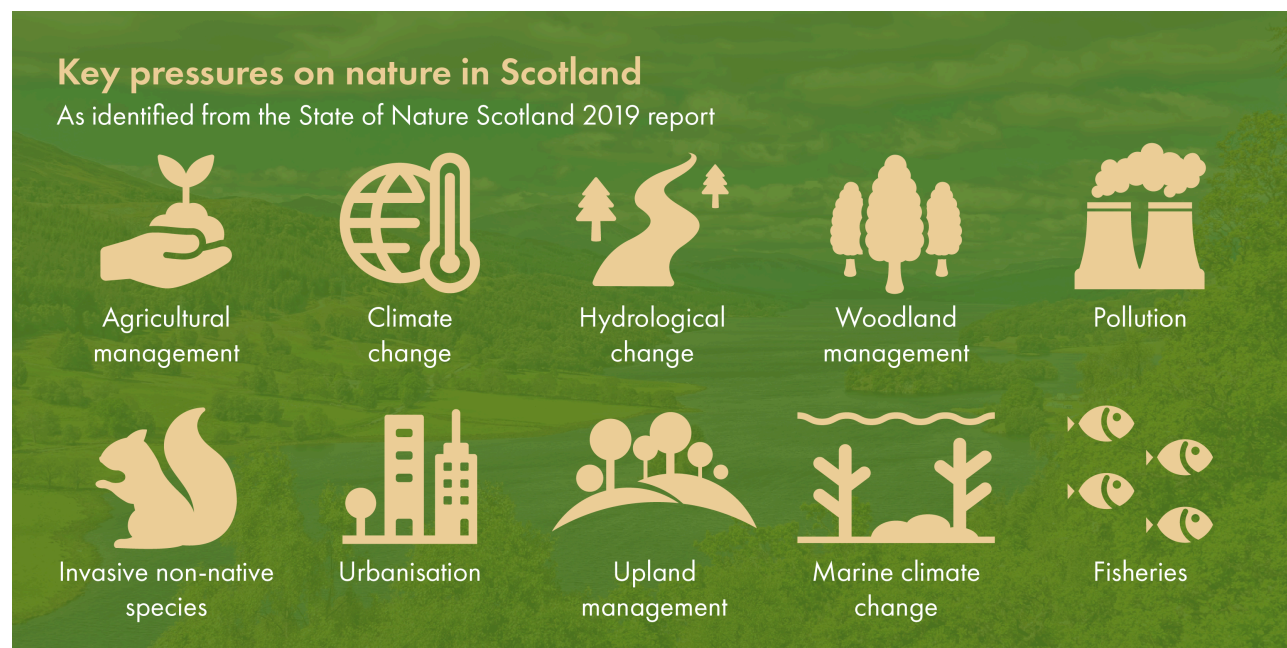 Key pressures on nature in Scotland
As identified from the State of Nature Scotland 2019 report
Agricultural
management
Climate
change
Hydrological
change
Woodland
management
Pollution
Invasive non-native
species
Urbanisation
Upland
management
Marine climate
change
Fisheries